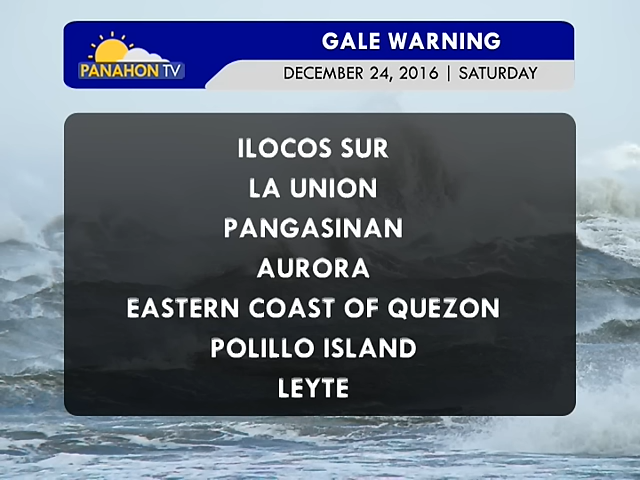 PANAHON TV
GALE WARNING
DECEMBER 24, 2016 | SATURDAY
ILOCOS SUR
LA UNION
PANGASINAN
AURORA
EASTERN COAST OF QUEZON
POLILLO ISLAND
LEYTE